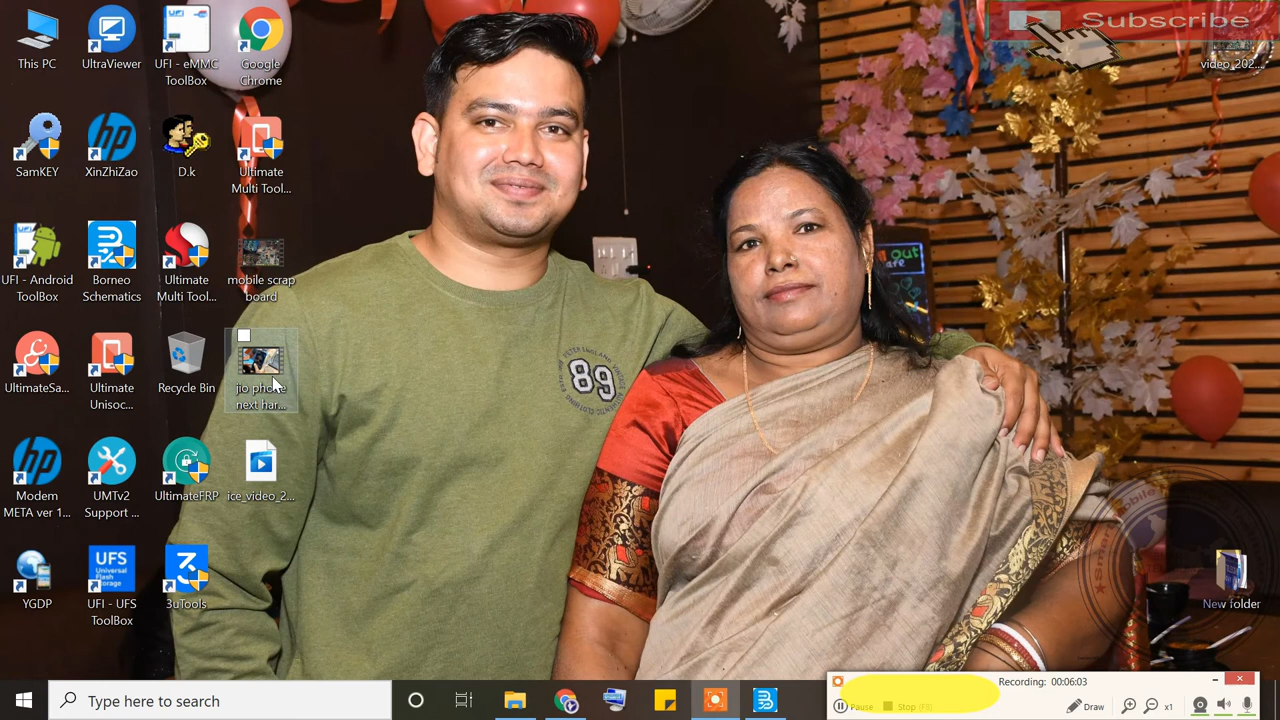 This PC
UltraViewer
UFI - eMMC
ToolBox
Google
Chrome
Subscribe
video_202...
SamKEY
XinZhiZao
D.k
Ultimate
Multi Tool...
UFI - Android
ToolBox
Borneo
Schematics
Ultimate
Multi Tool...
mobile scrap
board
out
89
UltimateSa...
Ultimate
Unisoc...
Recycle Bin
jio phone
next har...
Modem
META ver 1...
UMTv2
Support ...
UltimateFRP
ice_video_2...
YGDP
UFS
UFI - UFS
ToolBox
3uTools
New folder
Type here to search
Recording: 00:06:03
Pause
Stop (F8)
Draw
x1